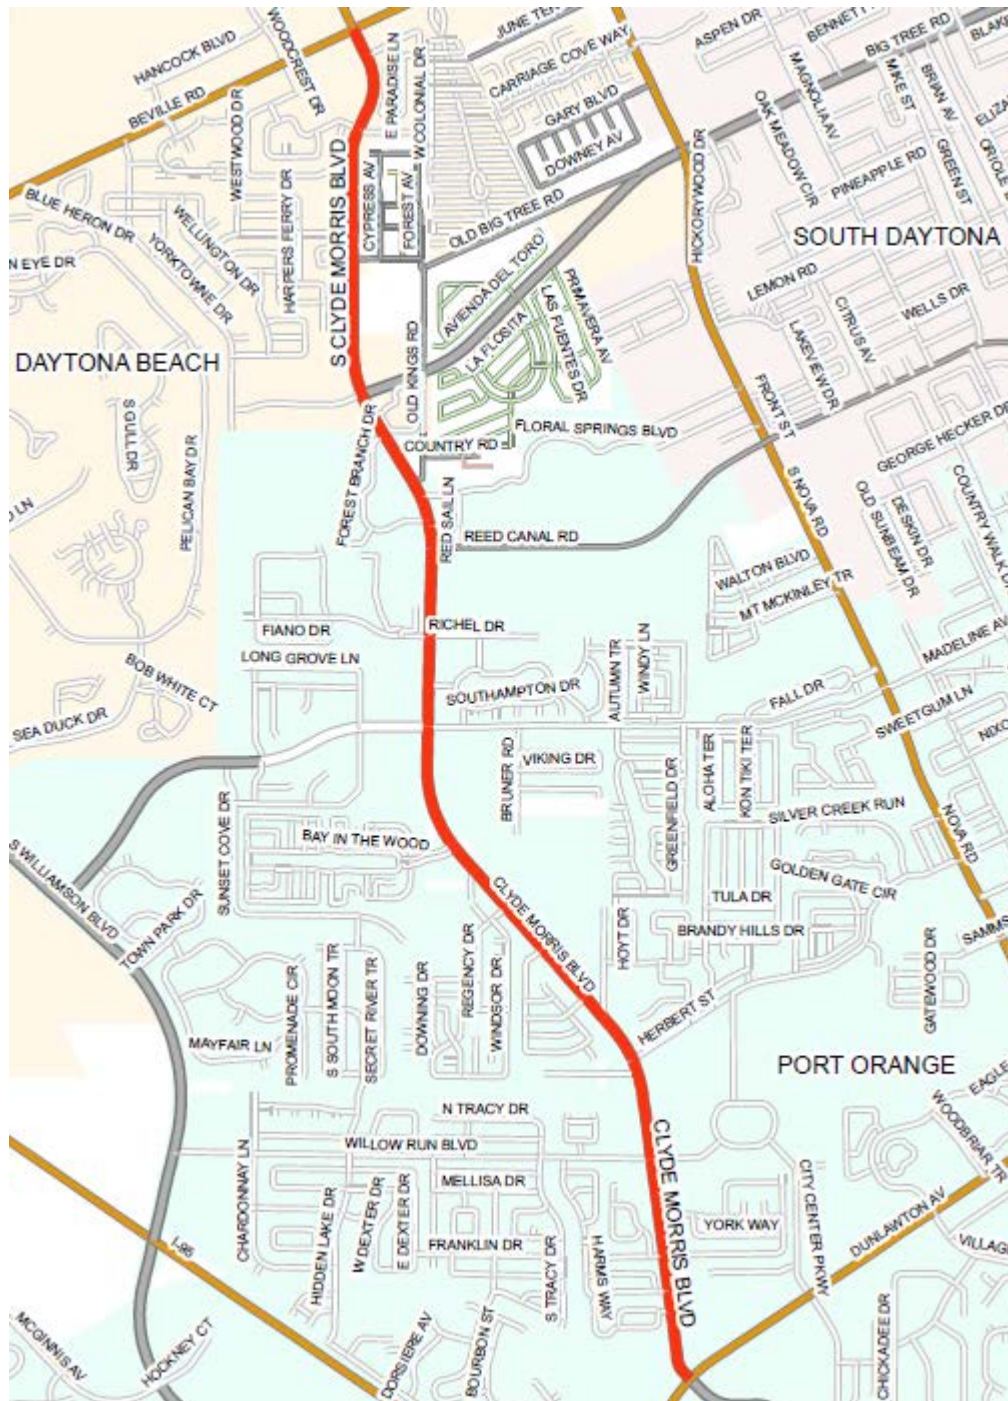 HANCOCK BLVD
WOODCREST DR
BEVILLE RD
WESTWOOD DR
E PARADISE LN
W COLONIAL DR
JUNE TER
CARRIAGE COVE WAY
GARY BLVD
DOWNEY AV
ASPEN DR
BENNETT
MAGNOLIA AV
BIG TREE RD
MIKE ST
BRIAN AV
OAK MEADOW CIR
PINEAPPLE RD
GREEN ST
ORIOLE
HICKORYWOOD DR
BLUE HERON DR
WELLINGTON DR
YORKTOWNE DR
HARPERS FERRY DR
S CLYDE MORRIS BLVD
CYPRESS AV
FOREST AV
OLD BIG TREE RD
SOUTH DAYTONA
N EYE DR
AVIENDA DEL TORO
PRIMAVERA AV
LAS FUENTES DR
LA FLOSITA
LEMON RD
CITRUS AV
WELLS DR
LAKEVIEW DR
DAYTONA BEACH
OLD KINGS RD
FRONT ST
S GULL DR
PELICAN BAY DR
FOREST BRANCH DR
COUNTRY RD
FLORAL SPRINGS BLVD
GEORGE HECKER DR
O LN
RED SAIL LN
REED CANAL RD
S NOVA RD
OLD SUNBEAM DR
DESKIN DR
COUNTRY WALK D
WALTON BLVD
MT MCKINLEY TR
FIANO DR
RICHEL DR
MADELINE AV
LONG GROVE LN
BOB WHITE CT
AUTUMN TR
WINDY LN
SOUTHAMPTON DR
FALL DR
SWEETGUM LN
SEA DUCK DR
NIXO
BRUNER RD
VIKING DR
ALOHA TER
KON TIKI TER
GREENFIELD DR
SILVER CREEK RUN
NOVA RD
SUNSET COVE DR
BAY IN THE WOOD
GOLDEN GATE CIR
S WILLIAMSON BLVD
TOWN PARK DR
CLYDE MORRIS BLVD
TULA DR
HOYT DR
BRANDY HILLS DR
SAMMS
GATEWOOD DR
REGENCY DR
WINDSOR DR
DOWNING DR
PROMENADE CIR
S SOUTH MOON TR
SECRET RIVER TR
MAYFAIR LN
HERBERT ST
PORT ORANGE
EAGLE
WOODBRIAR TR
N TRACY DR
WILLOW RUN BLVD
CHARDONNAY LN
MELLISA DR
CLYDE MORRIS BLVD
CITY CENTER PKWY
DUNLAWTON AV
HIDDEN LAKE DR
W DEXTER DR
E DEXTER DR
FRANKLIN DR
S TRACY DR
HARMS WAY
YORK WAY
VILLAG
I-95
MCGINNIS AV
HOCKNEY CT
DORSIERE AV
BOURBON ST
CHICKADEE DR